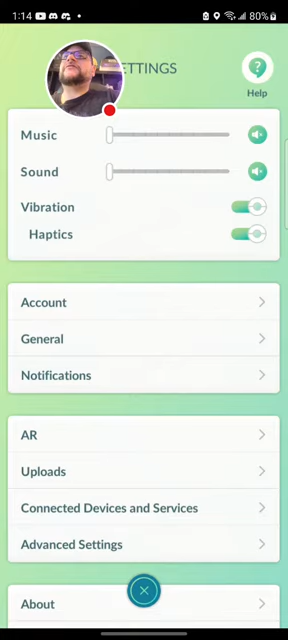 1:14
80%
ETTINGS
Help
Music
Sound
Vibration
Haptics
Account
General
Notifications
AR
Uploads
Connected Devices and Services
Advanced Settings
About